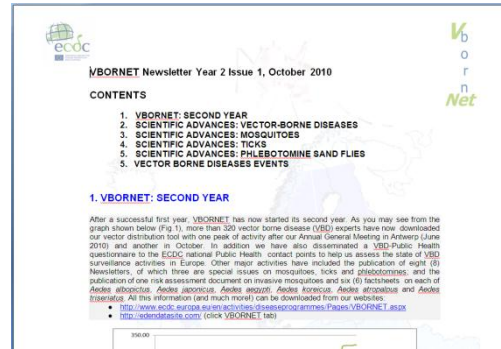 ecdc
V
b
o
r
n
Net
VBORNET Newsletter Year 2 Issue 1, October 2010
CONTENTS
1. VBORNET: SECOND YEAR
2. SCIENTIFIC ADVANCES: VECTOR-BORNE DISEASES
3. SCIENTIFIC ADVANCES: MOSQUITOES
4. SCIENTIFIC ADVANCES: TICKS
5. SCIENTIFIC ADVANCES: PHLEBOTOMINE SAND FLIES
5. VECTOR BORNE DISEASES EVENTS
1. VBORNET: SECOND YEAR
After a successful first year, VBORNET has now started its second year. As you may see from the
graph shown below (Fig.1), more than 320 vector borne disease (VBD) experts have now downloaded
our vector distribution tool with one peak of activity after our Annual General Meeting in Antwerp (June
2010) and another in October. In addition we have also disseminated a VBD-Public Health
questionnaire to the ECDC national Public Health contact points to help us assess the state of VBD
surveillance activities in Europe. Other major activities have included the publication of eight (8)
Newsletters, of which three are special issues on mosquitoes, ticks and phlebotomines; and the
publication of one risk assessment document on invasive mosquitoes and six (6) factsheets on each of
Aedes albopictus, Aedes japonicus, Aedes aegypti, Aedes koreicus, Aedes atropalpus and Aedes
triseriatus. All this information (and much more!) can be downloaded from our websites:
• http://www.ecdc.europa.eu/en/activities/diseaseprogrammes/Pages/VBORNET.aspx
• http://edendatasite.com/ (click VBORNET tab)
350.00